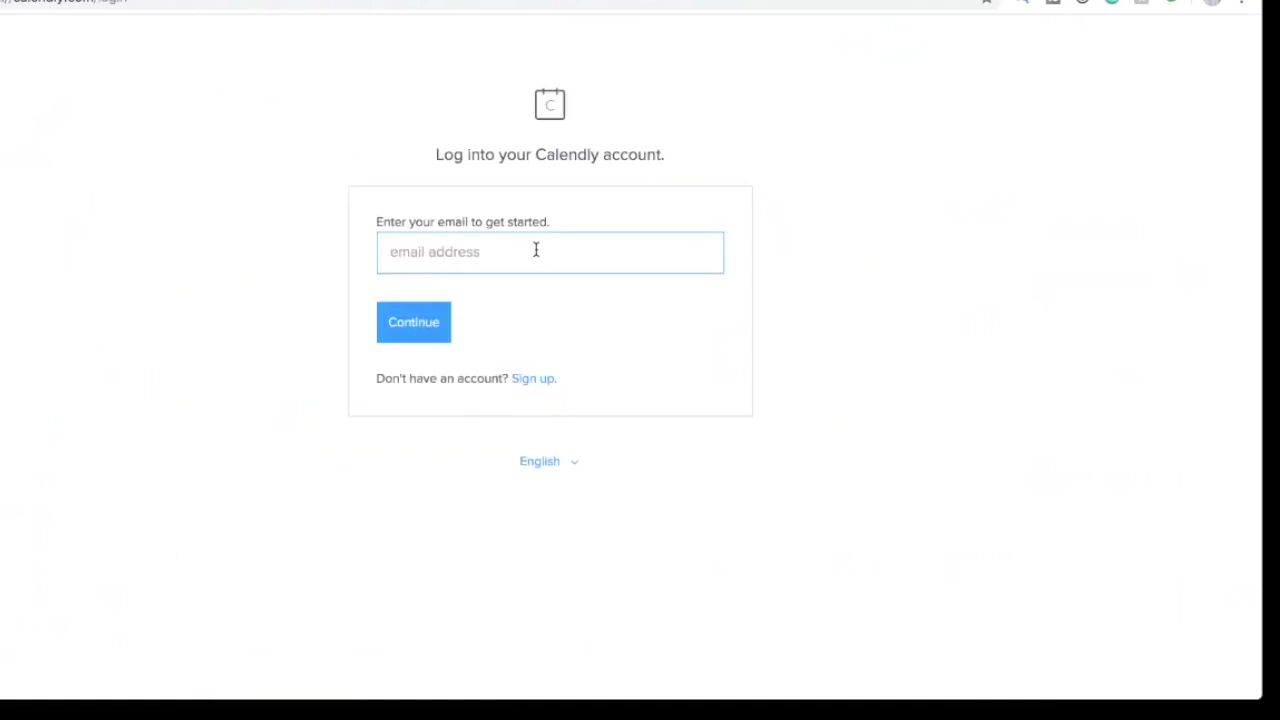 C
Log into your Calendly account.
Enter your email to get started.
email address
Continue
Don't have an account? Sign up.
English